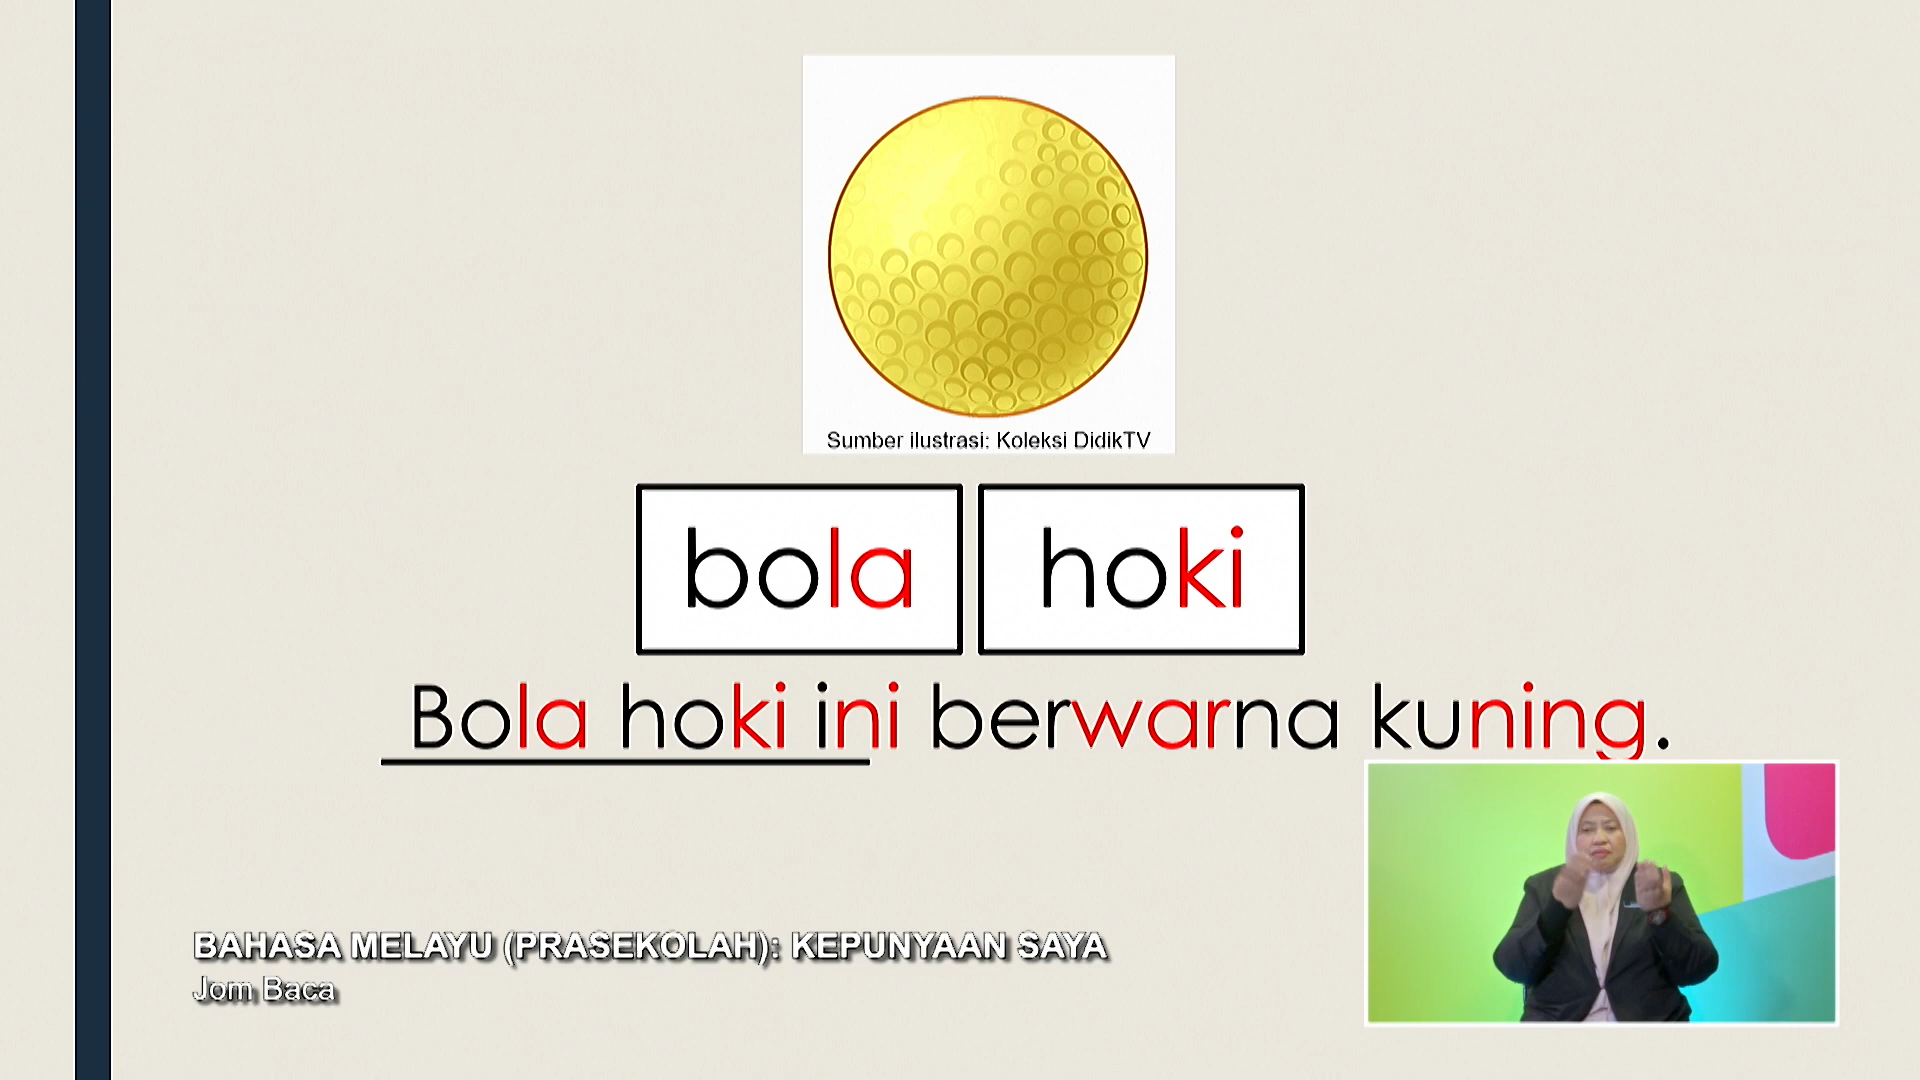 Sumber ilustrasi: Koleksi DidikTV
bola hoki
Bola hoki ini berwarna kuning.
BAHASA MELAYU (PRASEKOLAH): KEPUNYAAN SAYA
Jom Baca